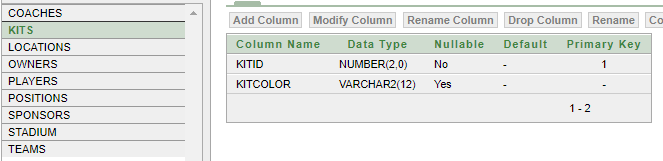 COACHES
KITS
LOCATIONS
OWNERS
PLAYERS
POSITIONS
SPONSORS
STADIUM
TEAMS
Add Column Modify Column Rename Column Drop Column Rename Co
Column Name Data Type Nullable Default Primary Key
KITID NUMBER(2,0) No - 1
KITCOLOR VARCHAR2(12) Yes - -
1 - 2